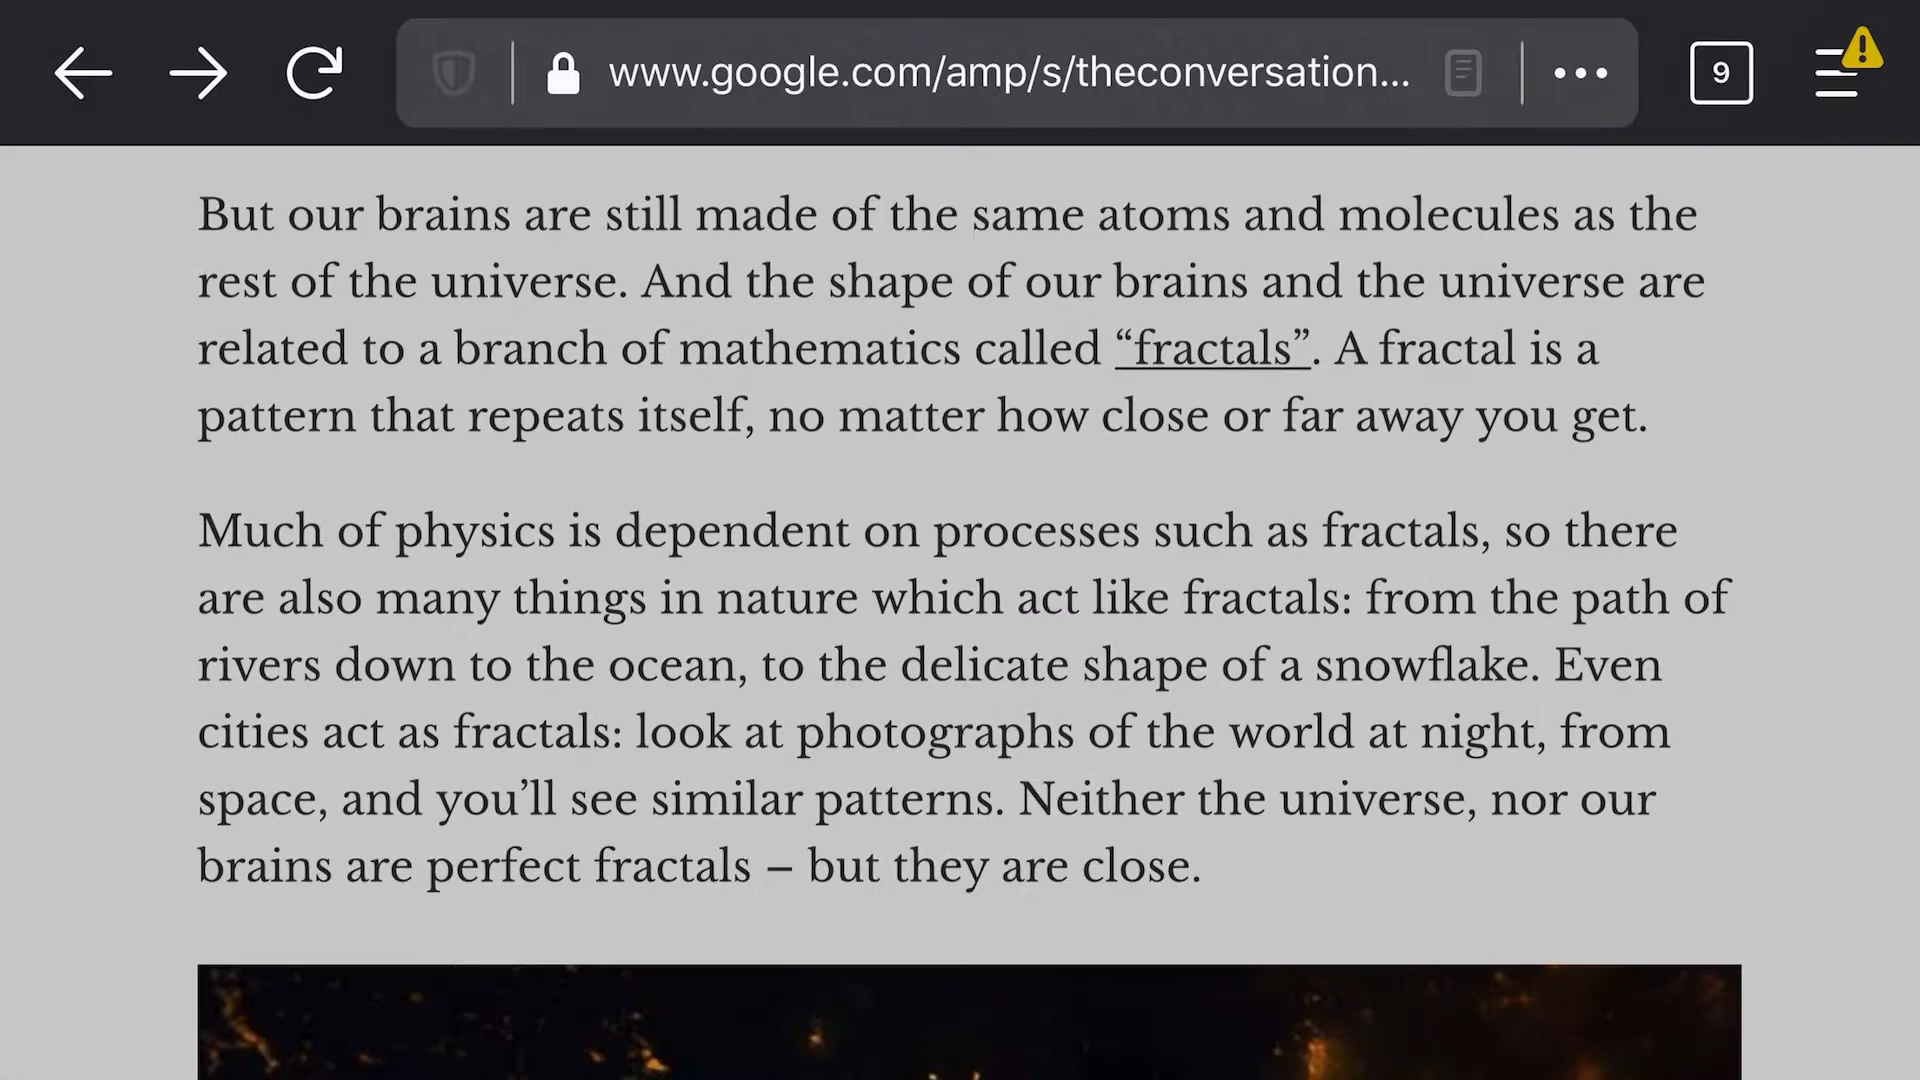 www.google.com/amp/s/theconversation...
9
But our brains are still made of the same atoms and molecules as the
rest of the universe. And the shape of our brains and the universe are
related to a branch of mathematics called “fractals”. A fractal is a
pattern that repeats itself, no matter how close or far away you get.
Much of physics is dependent on processes such as fractals, so there
are also many things in nature which act like fractals: from the path of
rivers down to the ocean, to the delicate shape of a snowflake. Even
cities act as fractals: look at photographs of the world at night, from
space, and you’ll see similar patterns. Neither the universe, nor our
brains are perfect fractals – but they are close.